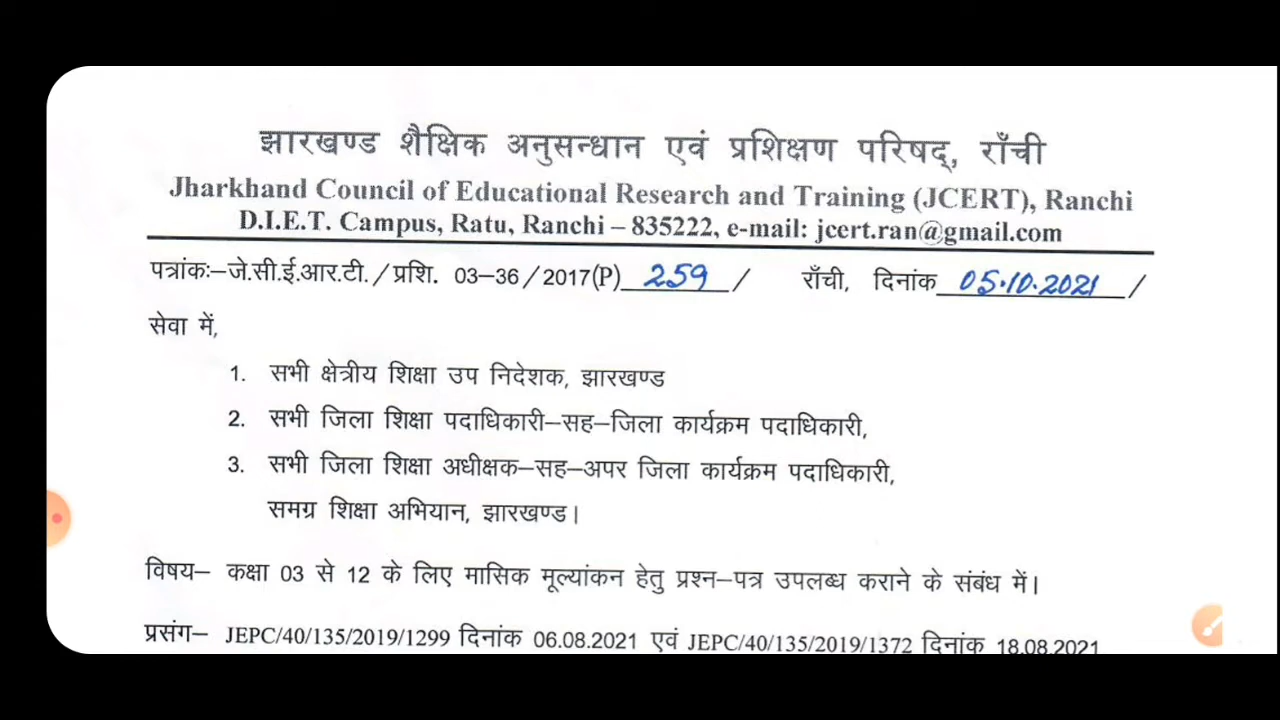 झारखण्ड शैक्षिक अनुसन्धान एवं प्रशिक्षण परिषद्, राँची
Jharkhand Council of Educational Research and Training (JCERT), Ranchi
D.I.E.T. Campus, Ratu, Ranchi – 835222, e-mail: jcert.ran@gmail.com
पत्रांकः–जे.सी.ई.आर.टी./प्रशि. 03–36/2017(P) 259 / राँची, दिनांक 05.10.2021 /
सेवा में,
1. सभी क्षेत्रीय शिक्षा उप निदेशक, झारखण्ड
2. सभी जिला शिक्षा पदाधिकारी–सह–जिला कार्यक्रम पदाधिकारी,
3. सभी जिला शिक्षा अधीक्षक–सह–अपर जिला कार्यक्रम पदाधिकारी,
समग्र शिक्षा अभियान, झारखण्ड।
विषय– कक्षा 03 से 12 के लिए मासिक मूल्यांकन हेतु प्रश्न–पत्र उपलब्ध कराने के संबंध में।
प्रसंग– JEPC/40/135/2019/1299 दिनांक 06.08.2021 एवं JEPC/40/135/2019/1372 दिनांक 18.08.2021